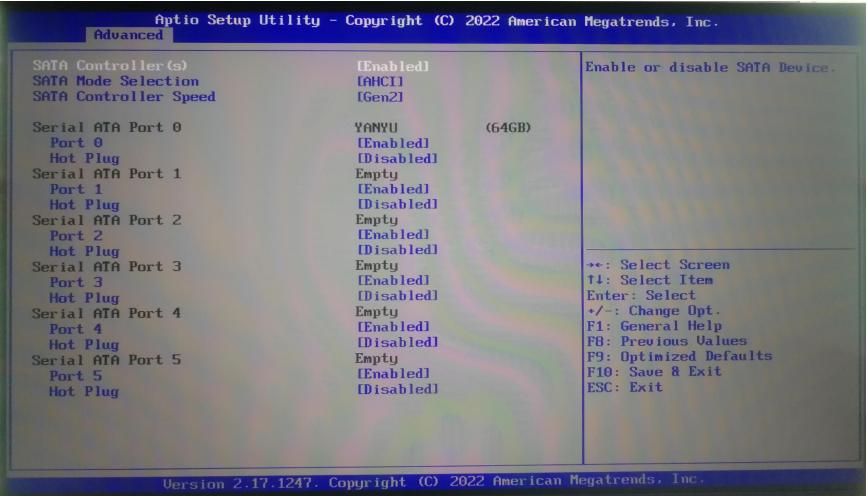 Aptio Setup Utility - Copyright (C) 2022 American Megatrends, Inc.
Advanced
SATA Controller(s) [Enabled]
SATA Mode Selection [AHCI]
SATA Controller Speed [Gen2]
Serial ATA Port 0 YANYU (64GB)
Port 0 [Enabled]
Hot Plug [Disabled]
Serial ATA Port 1 Empty
Port 1 [Enabled]
Hot Plug [Disabled]
Serial ATA Port 2 Empty
Port 2 [Enabled]
Hot Plug [Disabled]
Serial ATA Port 3 Empty
Port 3 [Enabled]
Hot Plug [Disabled]
Serial ATA Port 4 Empty
Port 4 [Enabled]
Hot Plug [Disabled]
Serial ATA Port 5 Empty
Port 5 [Enabled]
Hot Plug [Disabled]
Enable or disable SATA Device.
→←: Select Screen
↑↓: Select Item
Enter: Select
+/-: Change Opt.
F1: General Help
F8: Previous Values
F9: Optimized Defaults
F10: Save & Exit
ESC: Exit
Version 2.17.1247. Copyright (C) 2022 American Megatrends, Inc.